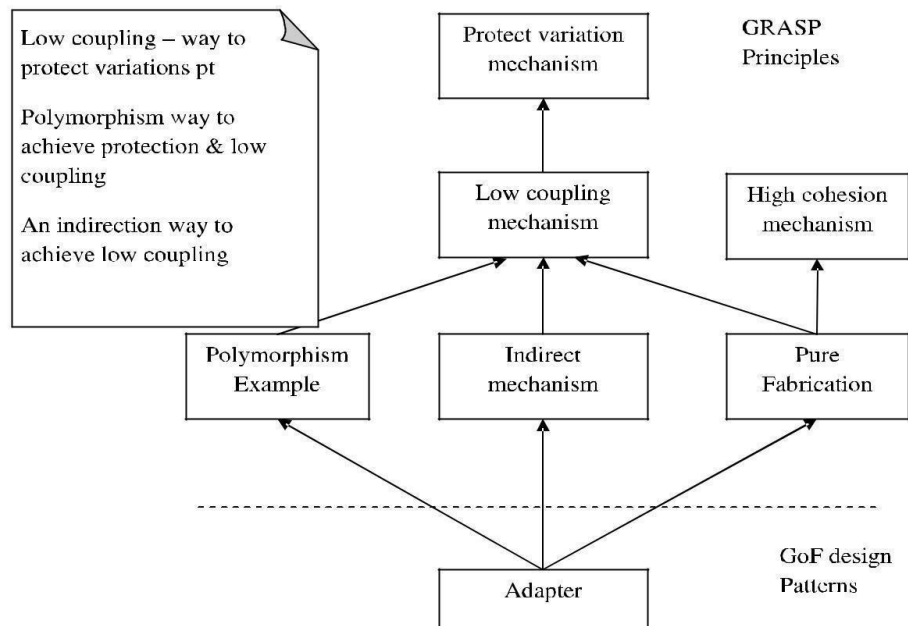 Low coupling – way to
protect variations pt
Polymorphism way to
achieve protection & low
coupling
An indirection way to
achieve low coupling
Protect variation
mechanism
GRASP
Principles
Low coupling
mechanism
High cohesion
mechanism
Polymorphism
Example
Indirect
mechanism
Pure
Fabrication
Adapter
GoF design
Patterns